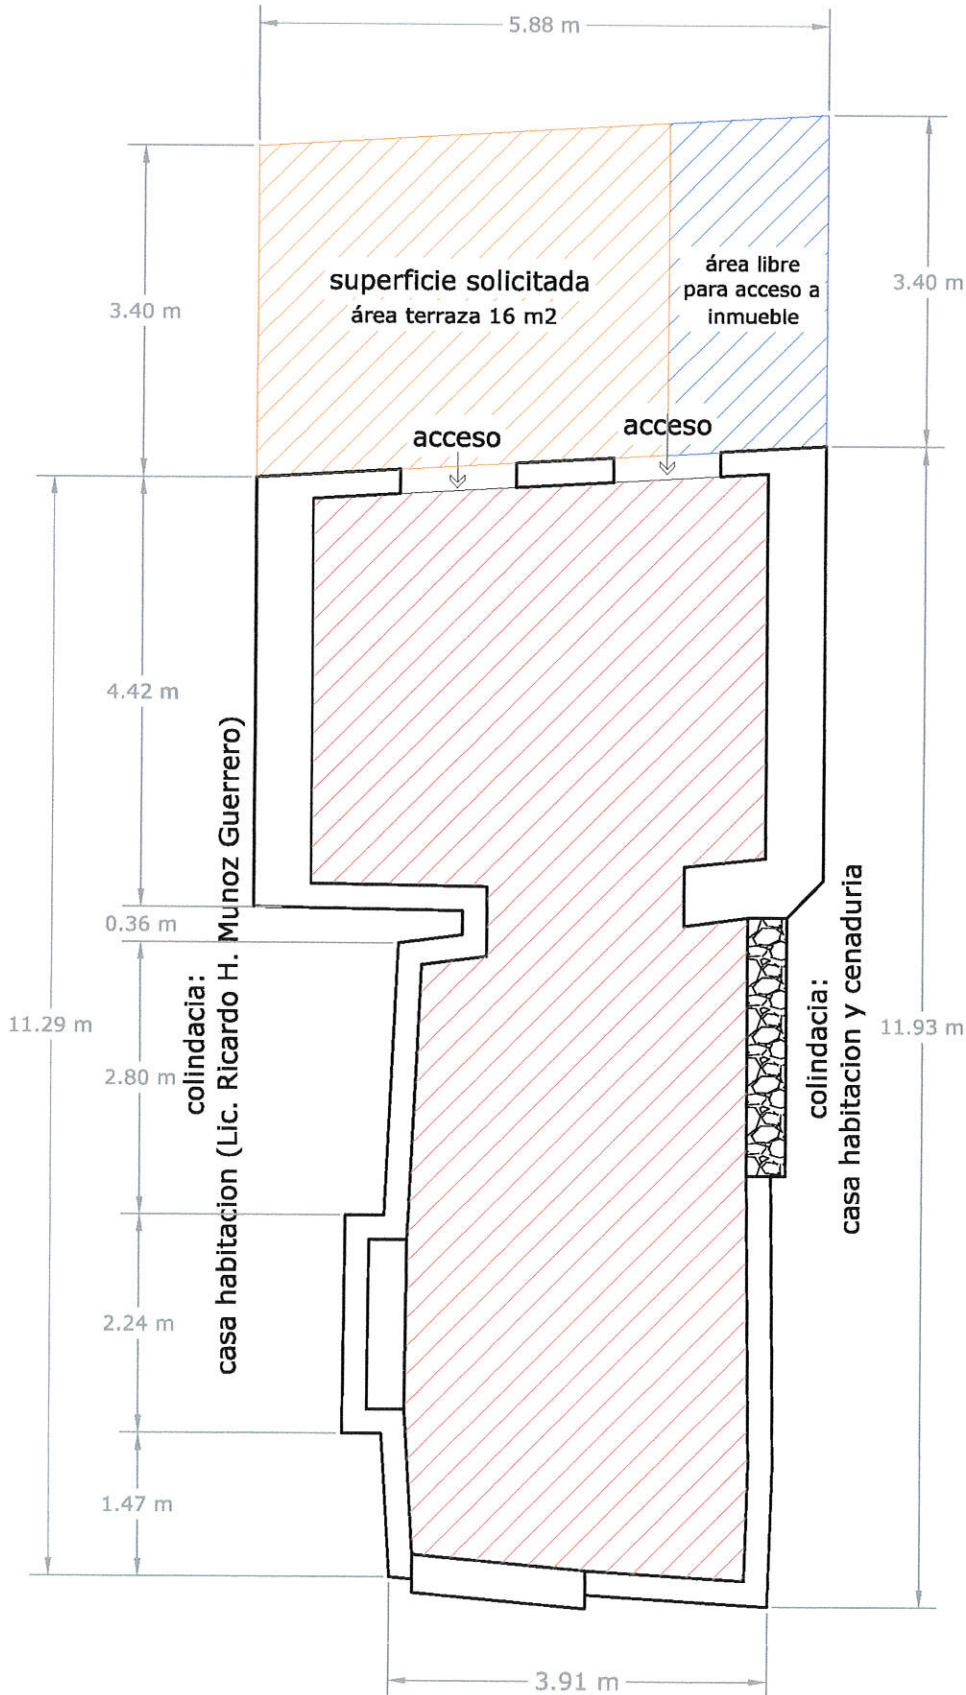 5.88 m
superficie solicitada
área terraza 16 m2
área libre
para acceso a
inmueble
3.40 m
3.40 m
acceso
acceso
4.42 m
0.36 m
11.29 m
2.80 m
2.24 m
1.47 m
colindacia:
casa habitacion (Lic. Ricardo H. Munoz Guerrero)
colindacia:
casa habitacion y cenaduria
11.93 m
3.91 m